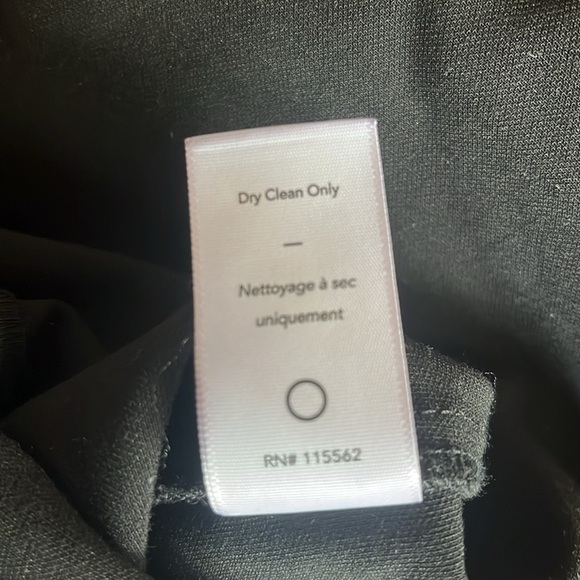 Dry Clean Only
—
Nettoyage à sec
uniquement
RN# 115562